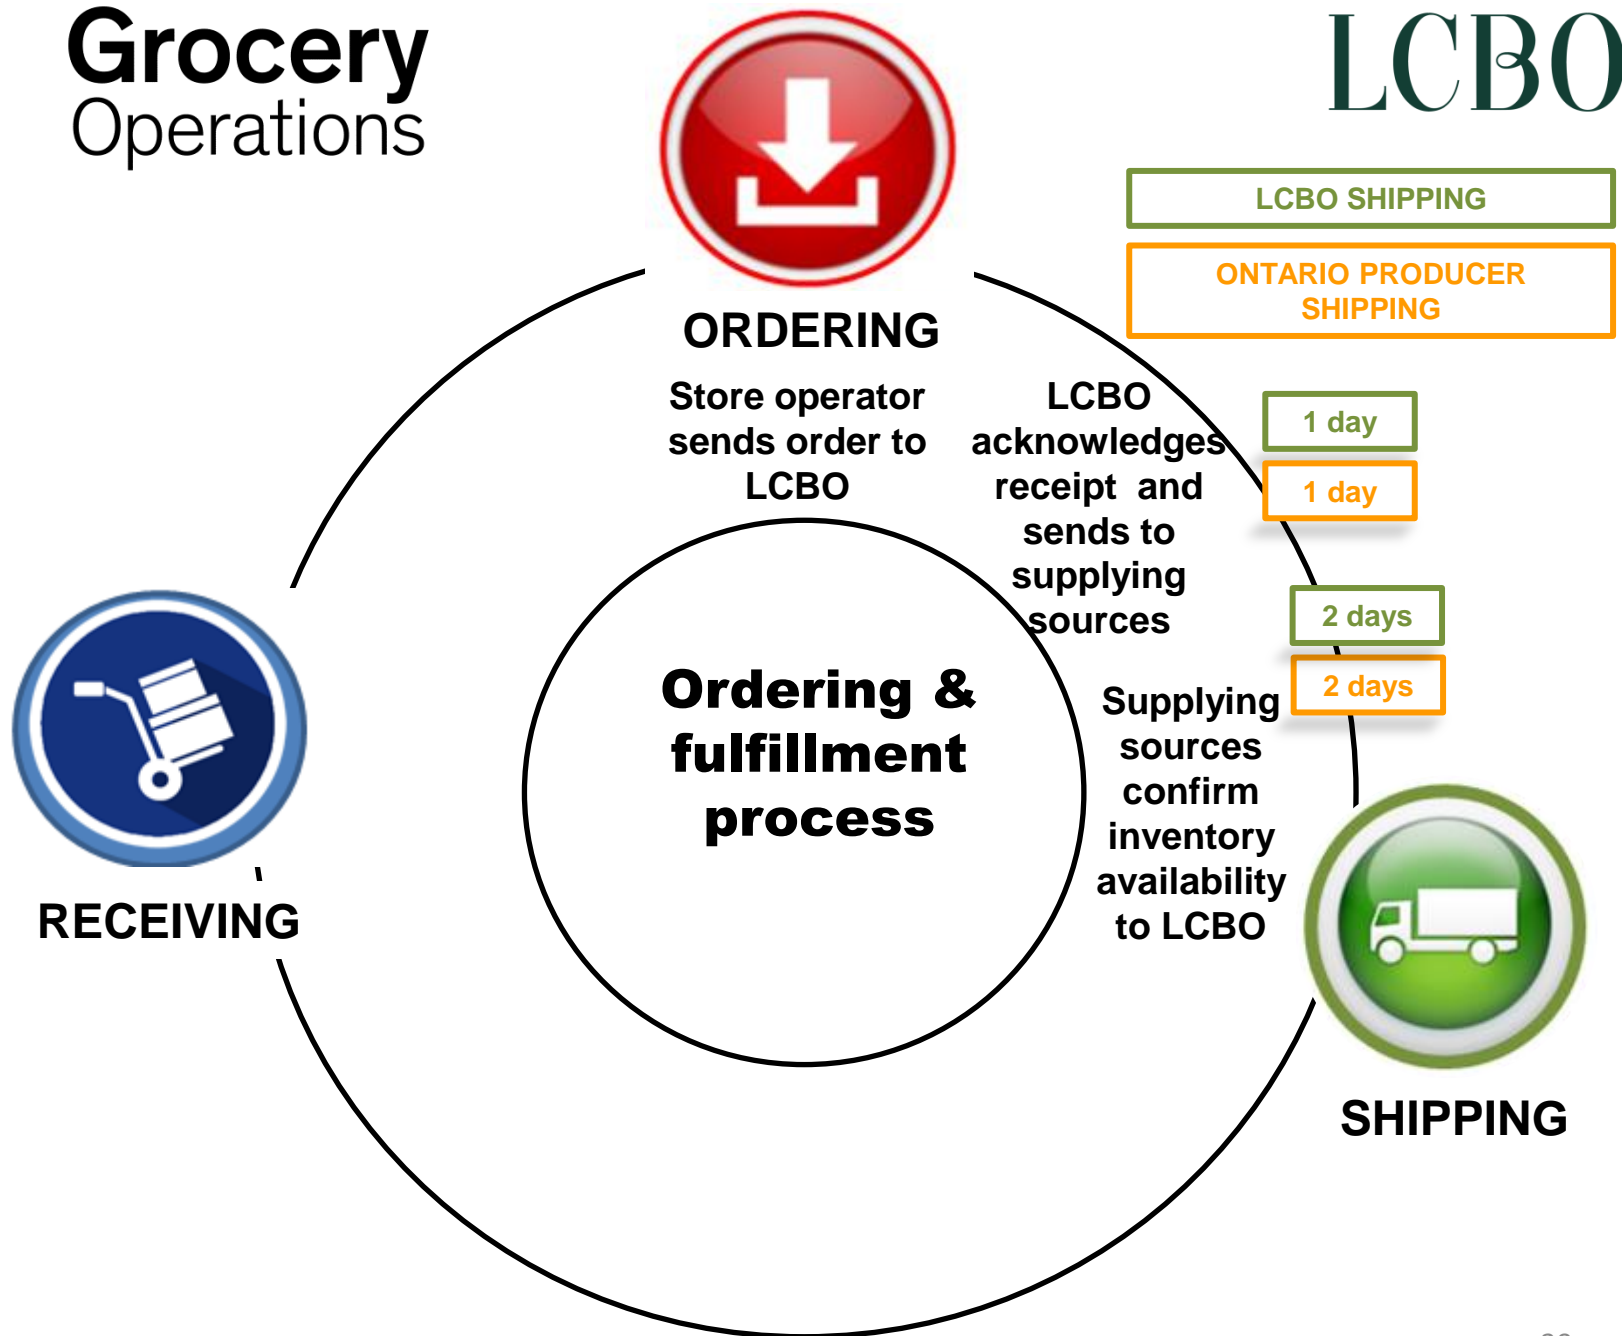 Grocery
Operations
LCBO
LCBO SHIPPING
ONTARIO PRODUCER
SHIPPING
ORDERING
Store operator
sends order to
LCBO
LCBO
acknowledges
receipt and
sends to
supplying
sources
1 day
1 day
2 days
2 days
Supplying
sources
confirm
inventory
availability
to LCBO
Ordering &
fulfillment
process
RECEIVING
SHIPPING